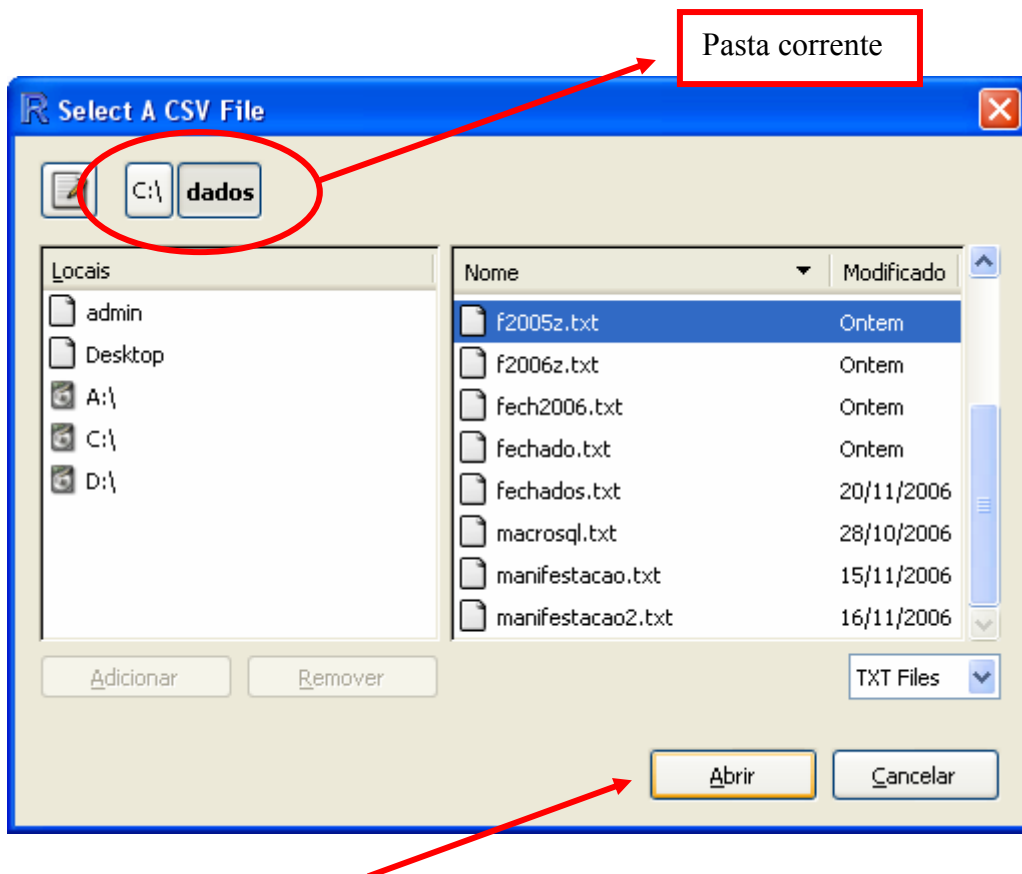 Pasta corrente
Select A CSV File
C:\ dados
Locais
admin
Desktop
A:\
C:\
D:\
Nome Modificado
f2005z.txt Ontem
f2006z.txt Ontem
fech2006.txt Ontem
fechado.txt Ontem
fechados.txt 20/11/2006
macrosql.txt 28/10/2006
manifestacao.txt 15/11/2006
manifestacao2.txt 16/11/2006
Adicionar Remover
TXT Files
Abrir Cancelar